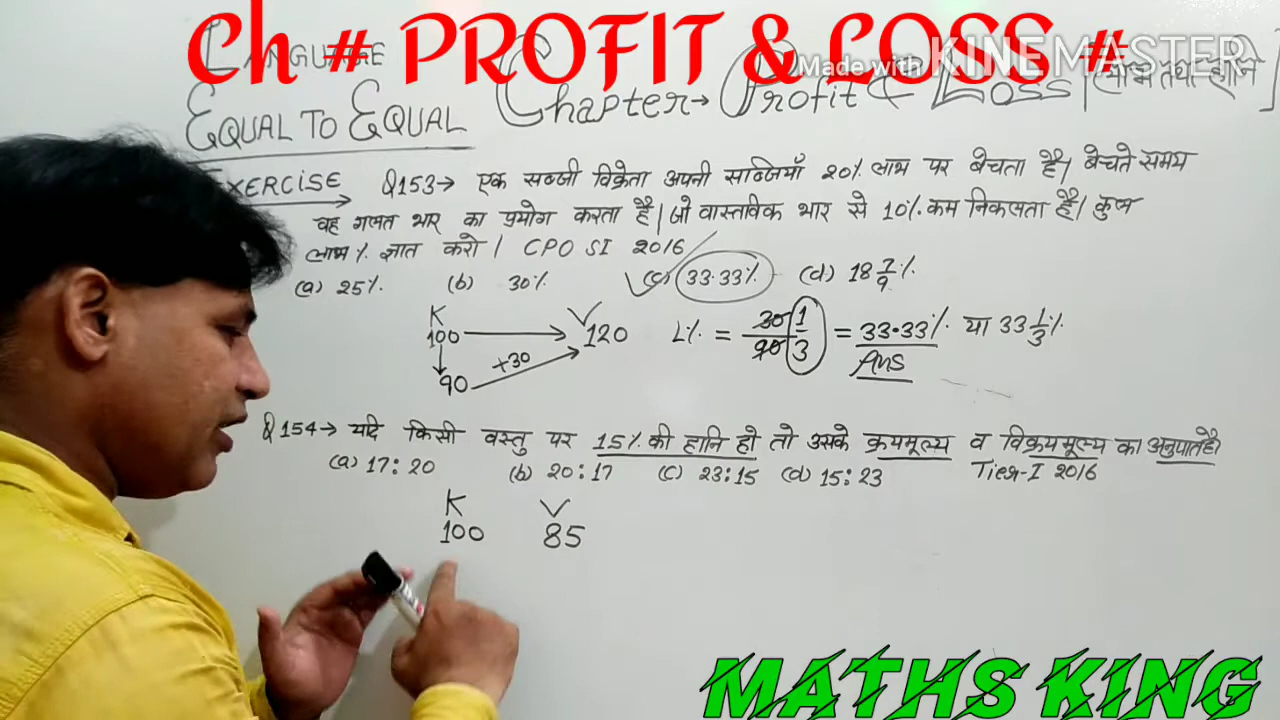 Ch # PROFIT & LOSS #
Made with KINEMASTER
LANGUAGE
EQUAL TO EQUAL Chapter→ Profit & Loss [लाभ तथा हानि]
EXERCISE Q153→ एक सब्जी विक्रेता अपनी सब्जियाँ 20% लाभ पर बेचता है। बेचते समय
वह गलत भार का प्रयोग करता है। जो वास्तविक भार से 10% कम निकलता है। कुल
लाभ % ज्ञात करो। CPO SI 2016
(a) 25% (b) 30% (c) 33.33% (d) 18 7/9 %
K V
100 120 L% = 30/90 1/3 = 33.33% या 33 1/3 %
+30 Ans
90
Q154→ यदि किसी वस्तु पर 15% की हानि हो तो उसके क्रयमूल्य व विक्रयमूल्य का अनुपात है।
(a) 17:20 (b) 20:17 (c) 23:15 (d) 15:23 Tier-I 2016
K V
100 85
MATHS KING